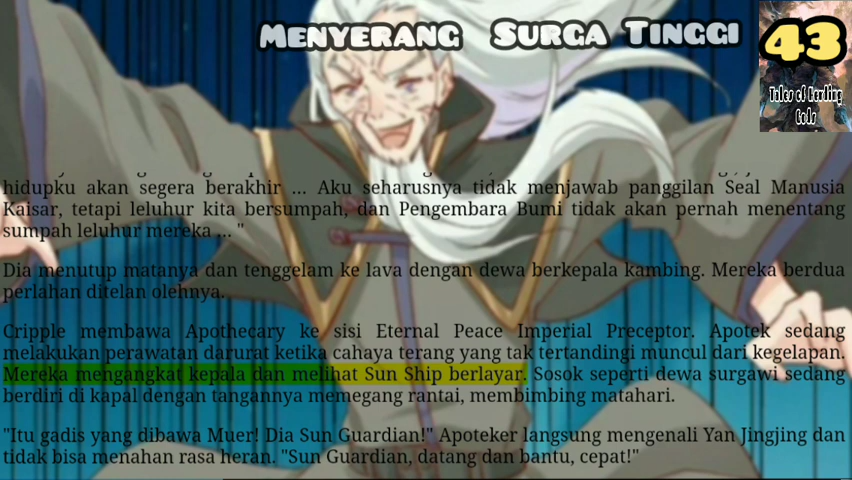 MENYERANG SURGA TINGGI
43
Tales of Herding
Gods
hidupku akan segera berakhir ... Aku seharusnya tidak menjawab panggilan Seal Manusia
Kaisar, tetapi leluhur kita bersumpah, dan Pengembara Bumi tidak akan pernah menentang
sumpah leluhur mereka ... "
Dia menutup matanya dan tenggelam ke lava dengan dewa berkepala kambing. Mereka berdua
perlahan ditelan olehnya.
Cripple membawa Apothecary ke sisi Eternal Peace Imperial Preceptor. Apotek sedang
melakukan perawatan darurat ketika cahaya terang yang tak tertandingi muncul dari kegelapan.
Mereka mengangkat kepala dan melihat Sun Ship berlayar. Sosok seperti dewa surgawi sedang
berdiri di kapal dengan tangannya memegang rantai, membimbing matahari.
"Itu gadis yang dibawa Muer! Dia Sun Guardian!" Apoteker langsung mengenali Yan Jingjing dan
tidak bisa menahan rasa heran. "Sun Guardian, datang dan bantu, cepat!"